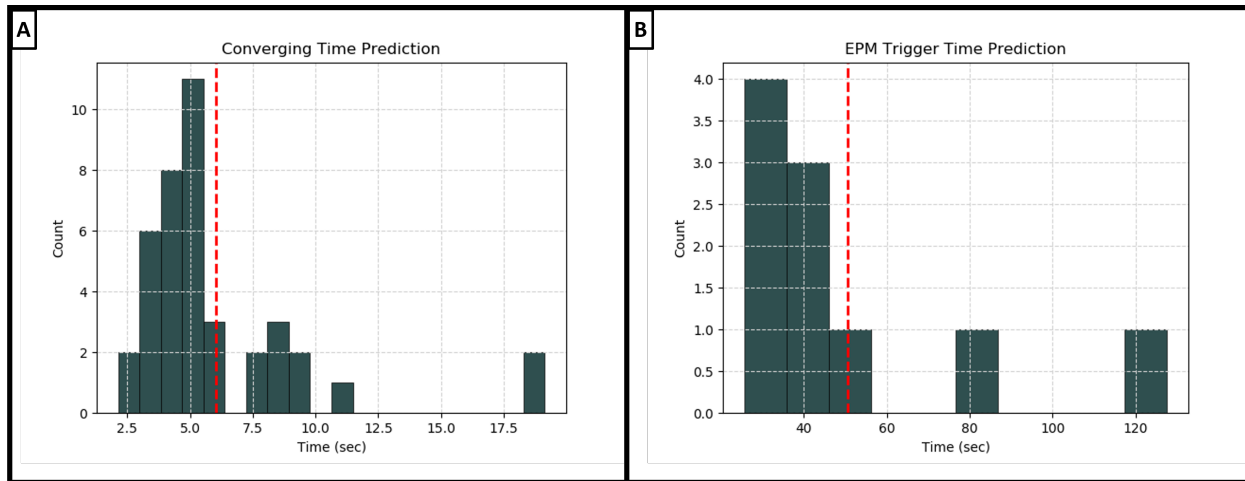 A
Converging Time Prediction
10
8
6
4
2
0
Count
2.5 5.0 7.5 10.0 12.5 15.0 17.5
Time (sec)
B
EPM Trigger Time Prediction
4.0
3.5
3.0
2.5
2.0
1.5
1.0
0.5
0.0
Count
40 60 80 100 120
Time (sec)